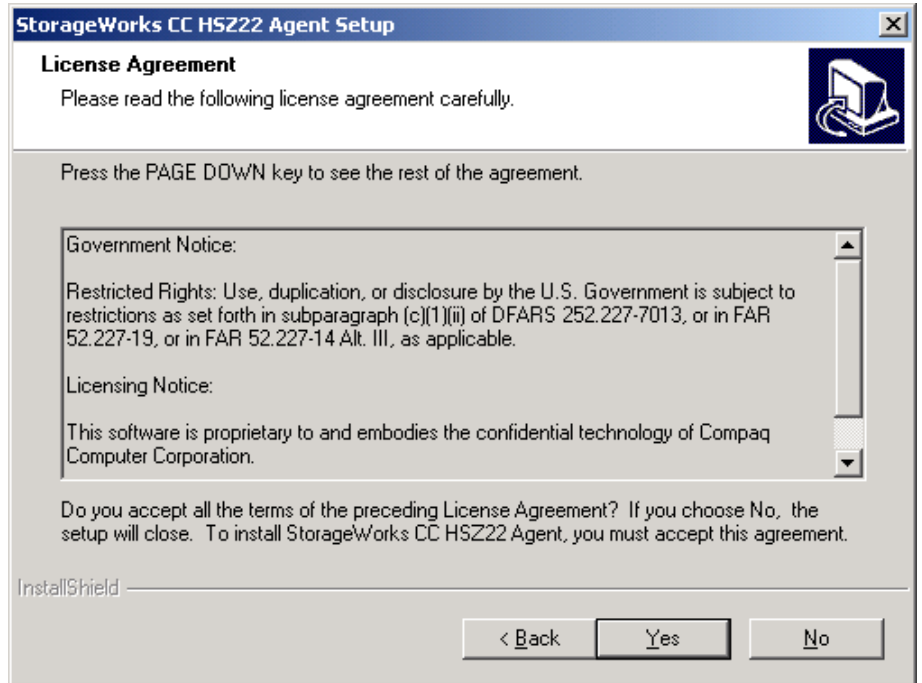 StorageWorks CC HSZ22 Agent Setup
License Agreement
Please read the following license agreement carefully.
Press the PAGE DOWN key to see the rest of the agreement.
Government Notice:
Restricted Rights: Use, duplication, or disclosure by the U.S. Government is subject to
restrictions as set forth in subparagraph (c)(1)(ii) of DFARS 252.227-7013, or in FAR
52.227-19, or in FAR 52.227-14 Alt. III, as applicable.
Licensing Notice:
This software is proprietary to and embodies the confidential technology of Compaq
Computer Corporation.
Do you accept all the terms of the preceding License Agreement?  If you choose No,  the
setup will close.  To install StorageWorks CC HSZ22 Agent, you must accept this agreement.
InstallShield
< Back
Yes
No